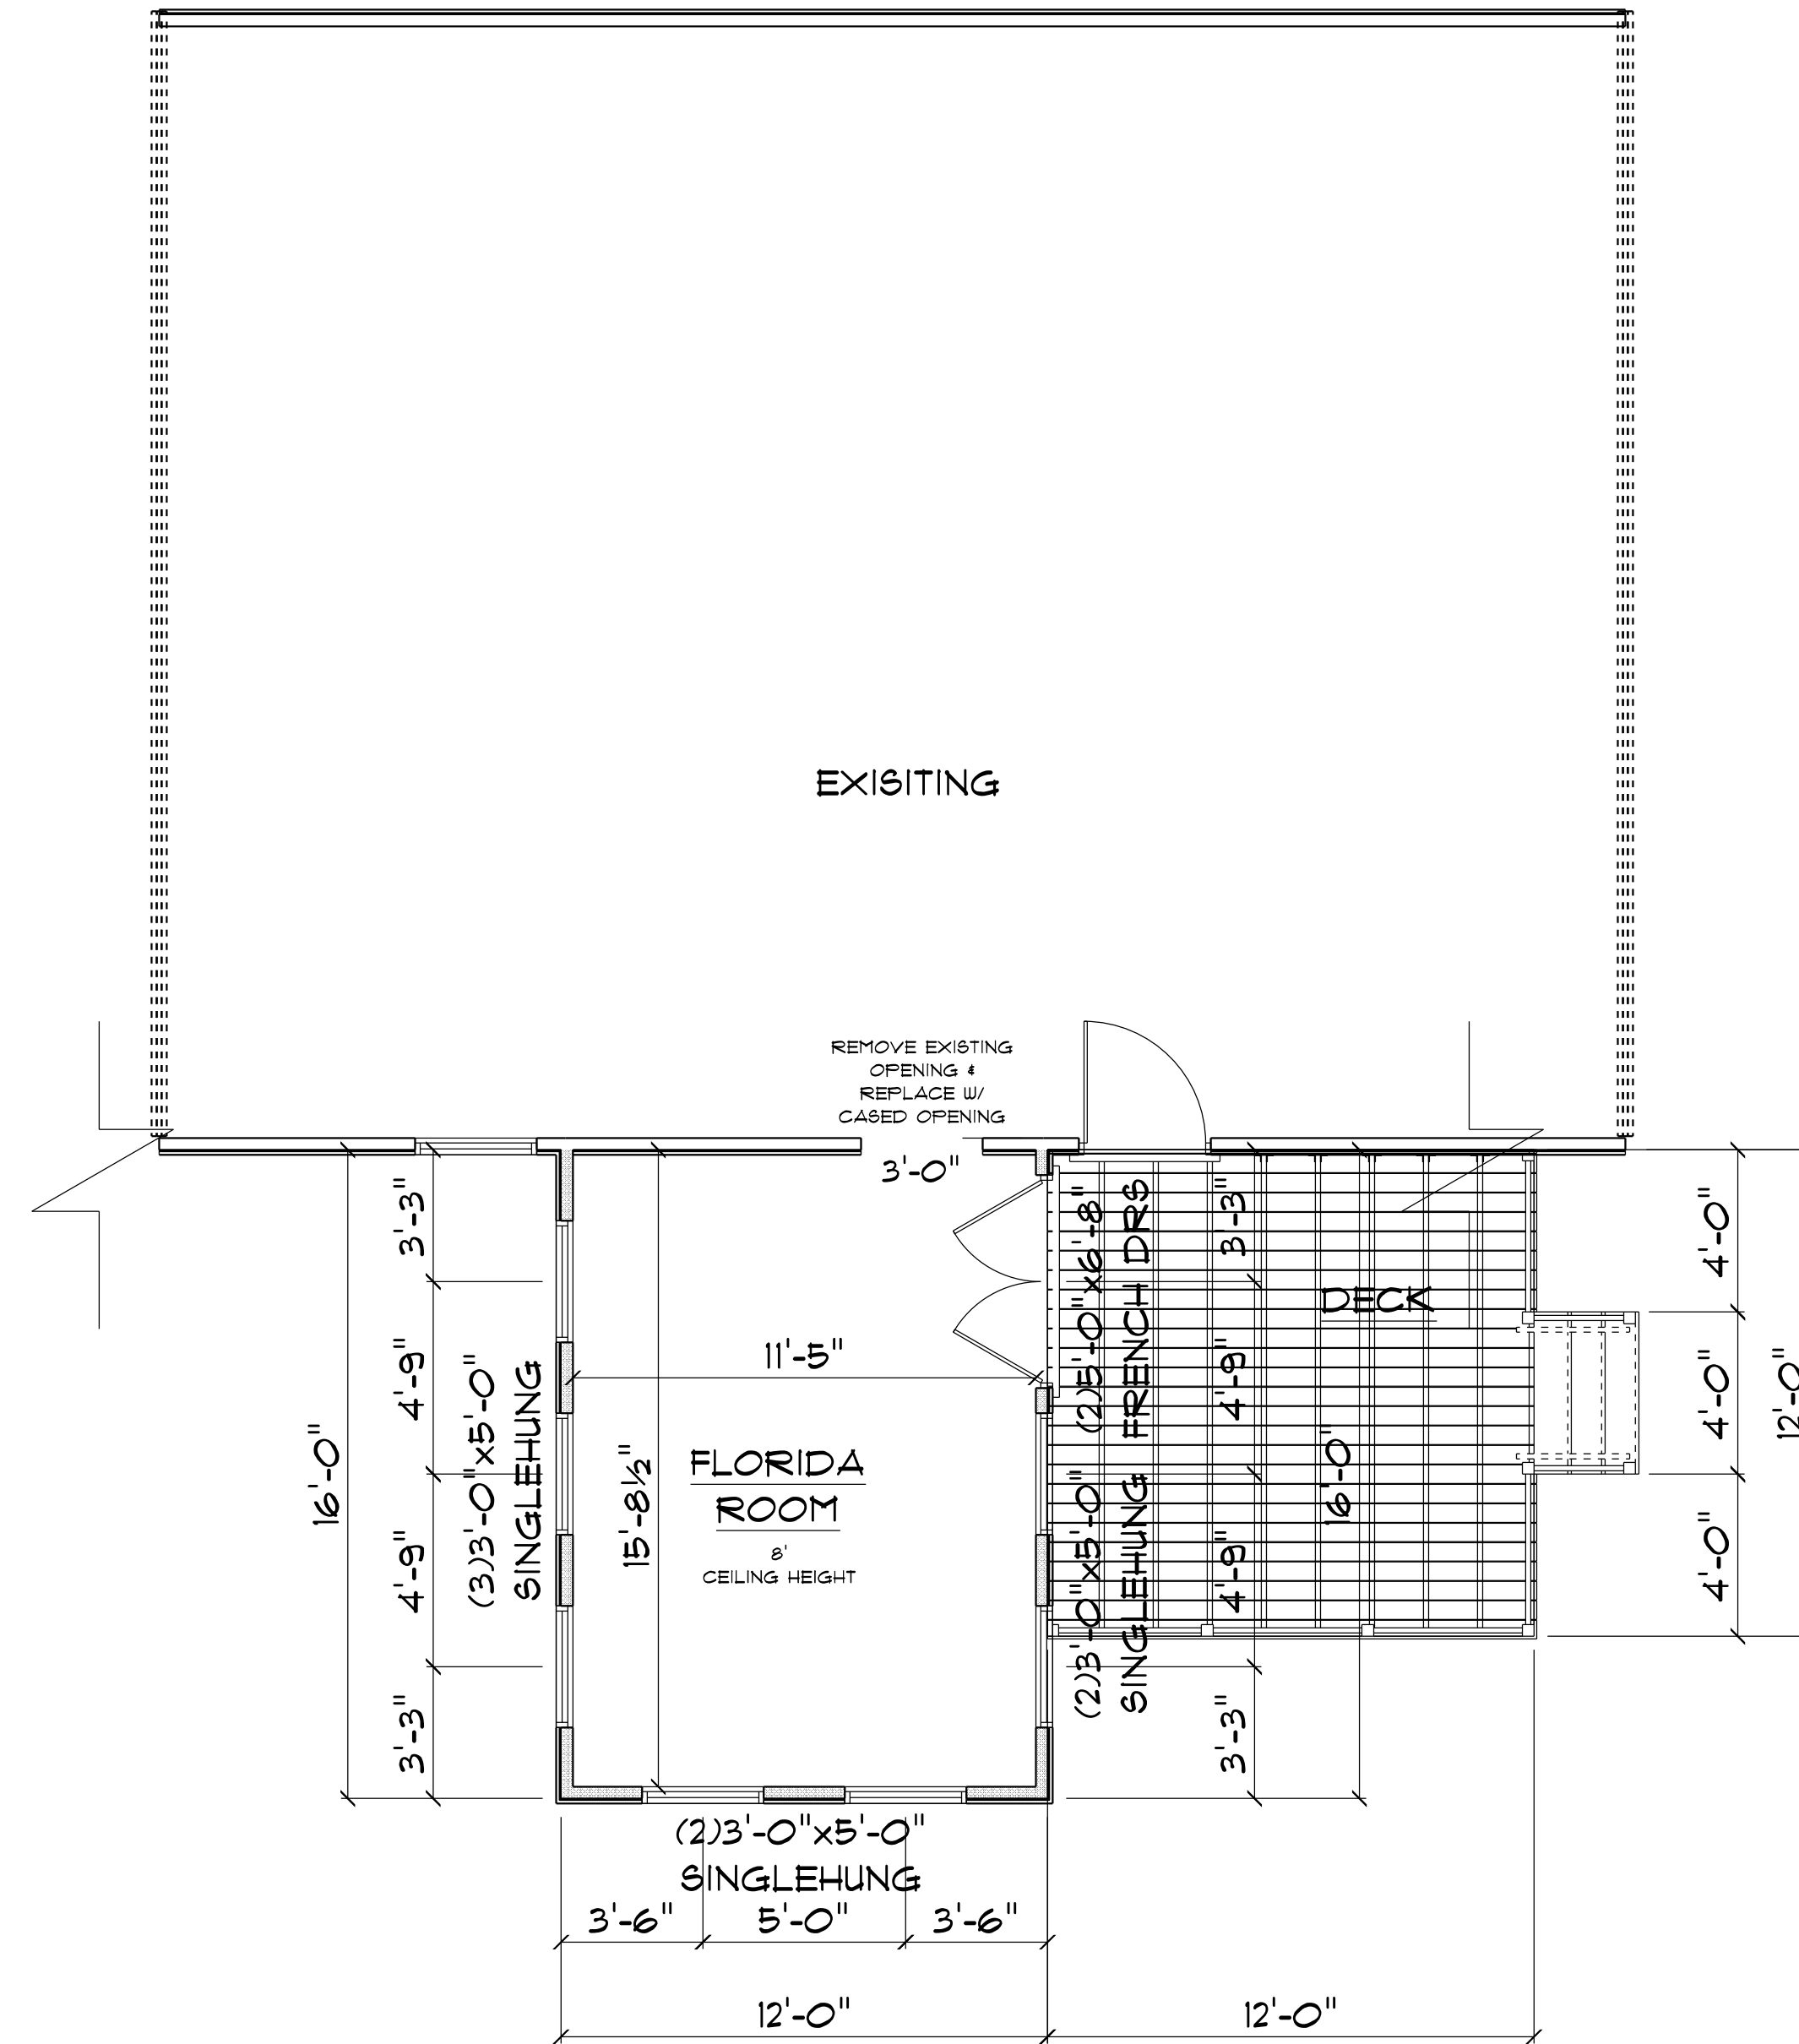 EXISITING
REMOVE EXISTING
OPENING &
REPLACE W/
CASED OPENING
3'-0"
3'-3"
4'-9"
4'-9"
3'-3"
16'-0"
(3)3'-0"x5'-0"
SINGLEHUNG
15'-8½"
11'-5"
FLORIDA
ROOM
8'
CEILING HEIGHT
(2)5'-0"x6'-8"
FRENCH DRS
(2)3'-0"x5'-0"
SINGLEHUNG
3'-3"
4'-9"
4'-9"
3'-3"
DECK
16'-0"
4'-0"
4'-0"
4'-0"
12'-0"
(2)3'-0"x5'-0"
SINGLEHUNG
3'-6"
5'-0"
3'-6"
12'-0"
12'-0"